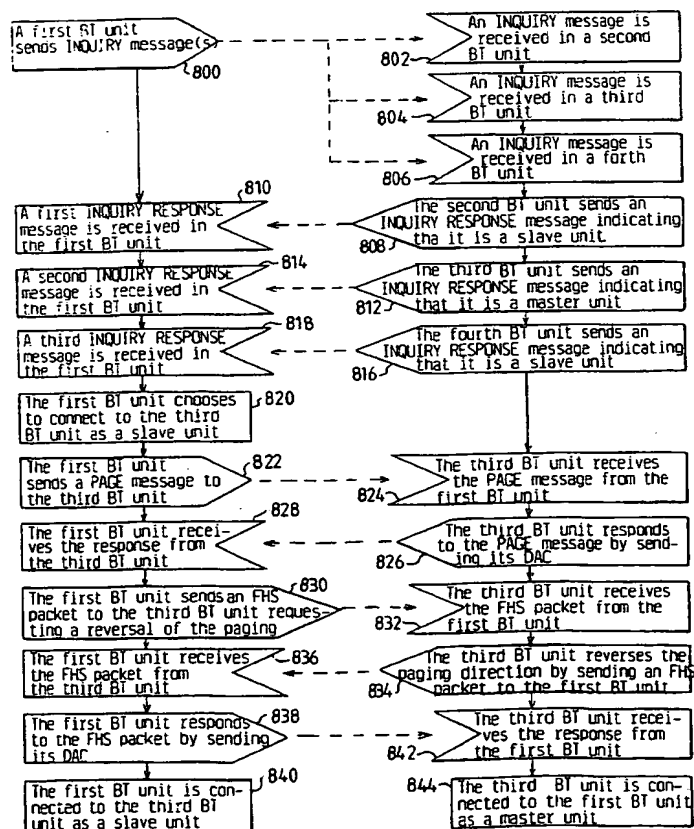 A first BT unit
sends INQUIRY message(s)
800
An INQUIRY message is
received in a second
BT unit
802
An INQUIRY message is
received in a third
BT unit
804
An INQUIRY message is
received in a forth
BT unit
806
810
A first INQUIRY RESPONSE
message is received in
the first BT unit
The second BT unit sends an
INQUIRY RESPONSE message indicating
that it is a slave unit
808
814
A second INQUIRY RESPONSE
message is received in
the first BT unit
The third BT unit sends an
INQUIRY RESPONSE message indicating
that it is a master unit
812
818
A third INQUIRY RESPONSE
message is received in
the first BT unit
The fourth BT unit sends an
INQUIRY RESPONSE message indicating
that it is a slave unit
816
The first BT unit chooses
to connect to the third
BT unit as a slave unit
820
The first BT unit
sends a PAGE message to
the third BT unit
822
The third BT unit receives
the PAGE message from the
first BT unit
824
828
The first BT unit recei-
ves the response from
the third BT unit
The third BT unit responds
to the PAGE message by send-
ing its DAC
826
830
The first BT unit sends an FHS
packet to the third BT unit reques-
ting a reversal of the paging
The third BT unit receives
the FHS packet from the
first BT unit
832
836
The first BT unit receives
the FHS packet from
the third BT unit
The third BT unit reverses the
paging direction by sending an FHS
packet to the first BT unit
834
838
The first BT unit responds
to the FHS packet by sending
its DAC
The third BT unit recei-
ves the response from
the first BT unit
842
840
The first BT unit is con-
nected to the third BT
unit as a slave unit
844
The third BT unit is con-
nected to the first BT unit
as a master unit